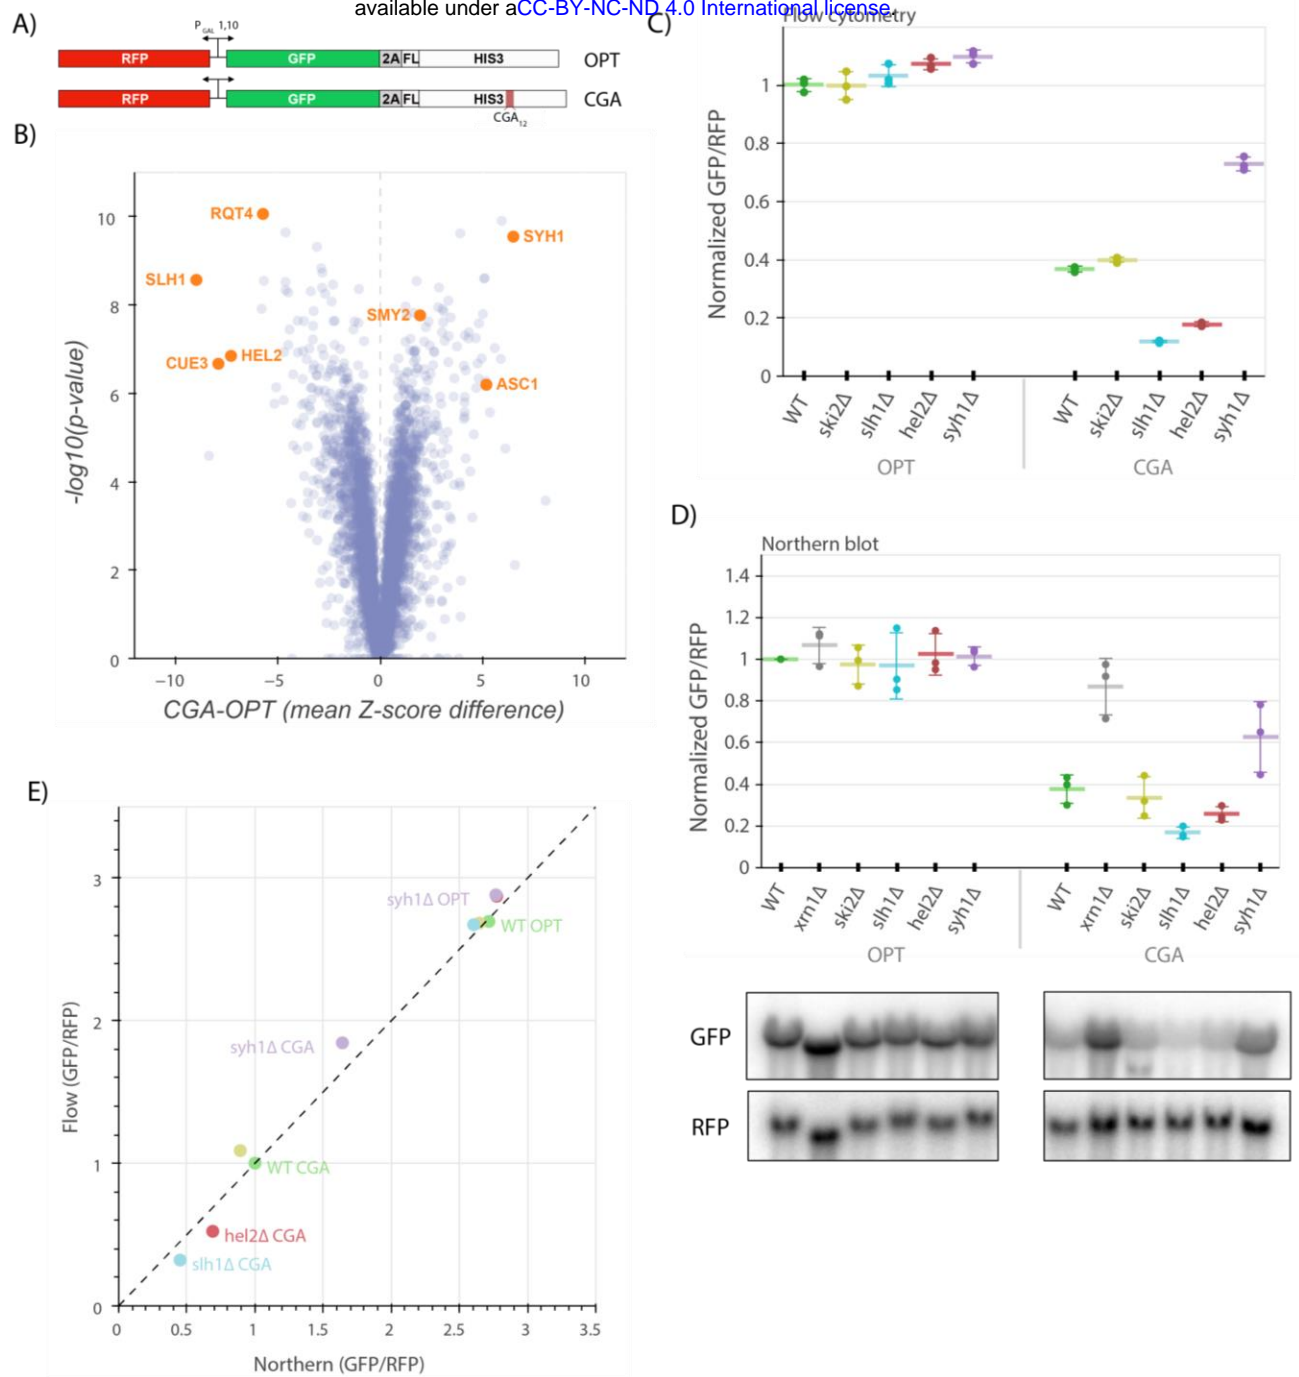 available under aCC-BY-NC-ND 4.0 International license.
A)
P GAL 1,10
RFP GFP 2A FL HIS3 OPT
RFP GFP 2A FL HIS3 CGA
CGA12
B)
-log10(p-value)
10
8
6
4
2
0
RQT4
SYH1
SLH1
SMY2
HEL2
CUE3
ASC1
−10 −5 0 5 10
CGA-OPT (mean Z-score difference)
C)
Flow cytometry
Normalized GFP/RFP
1
0.8
0.6
0.4
0.2
0
WT ski2Δ slh1Δ hel2Δ syh1Δ WT ski2Δ slh1Δ hel2Δ syh1Δ
OPT CGA
D)
Northern blot
Normalized GFP/RFP
1.4
1.2
1
0.8
0.6
0.4
0.2
0
WT xrn1Δ ski2Δ slh1Δ hel2Δ syh1Δ WT xrn1Δ ski2Δ slh1Δ hel2Δ syh1Δ
OPT CGA
GFP
RFP
E)
Flow (GFP/RFP)
3
2
1
0
syh1Δ OPT
WT OPT
syh1Δ CGA
WT CGA
hel2Δ CGA
slh1Δ CGA
0 0.5 1 1.5 2 2.5 3 3.5
Northern (GFP/RFP)